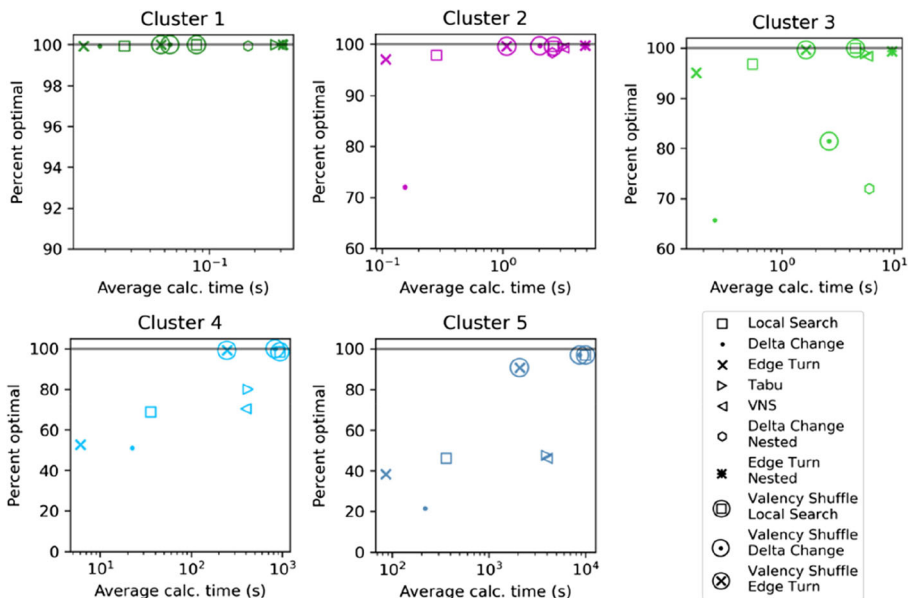 Cluster 1
Percent optimal
100
98
96
94
92
90
10⁻¹
Average calc. time (s)
Cluster 2
Percent optimal
100
90
80
70
60
10⁻¹
10⁰
Average calc. time (s)
Cluster 3
Percent optimal
100
90
80
70
60
10⁰
10¹
Average calc. time (s)
Cluster 4
Percent optimal
100
80
60
40
20
0
10¹
10²
10³
Average calc. time (s)
Cluster 5
Percent optimal
100
80
60
40
20
0
10²
10³
10⁴
Average calc. time (s)
Local Search
Delta Change
Edge Turn
Tabu
VNS
Delta Change
Nested
Edge Turn
Nested
Valency Shuffle
Local Search
Valency Shuffle
Delta Change
Valency Shuffle
Edge Turn